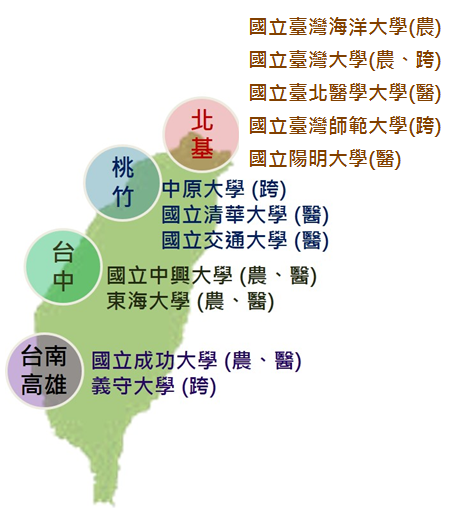 國立臺灣海洋大學(農)
國立臺灣大學(農、跨)
國立臺北醫學大學(醫)
國立臺灣師範大學(跨)
國立陽明大學(醫)
北
基
桃
竹
中原大學 (跨)
國立清華大學 (醫)
國立交通大學 (醫)
台
中
國立中興大學 (農、醫)
東海大學 (農、醫)
台南
高雄
國立成功大學 (農、醫)
義守大學 (跨)